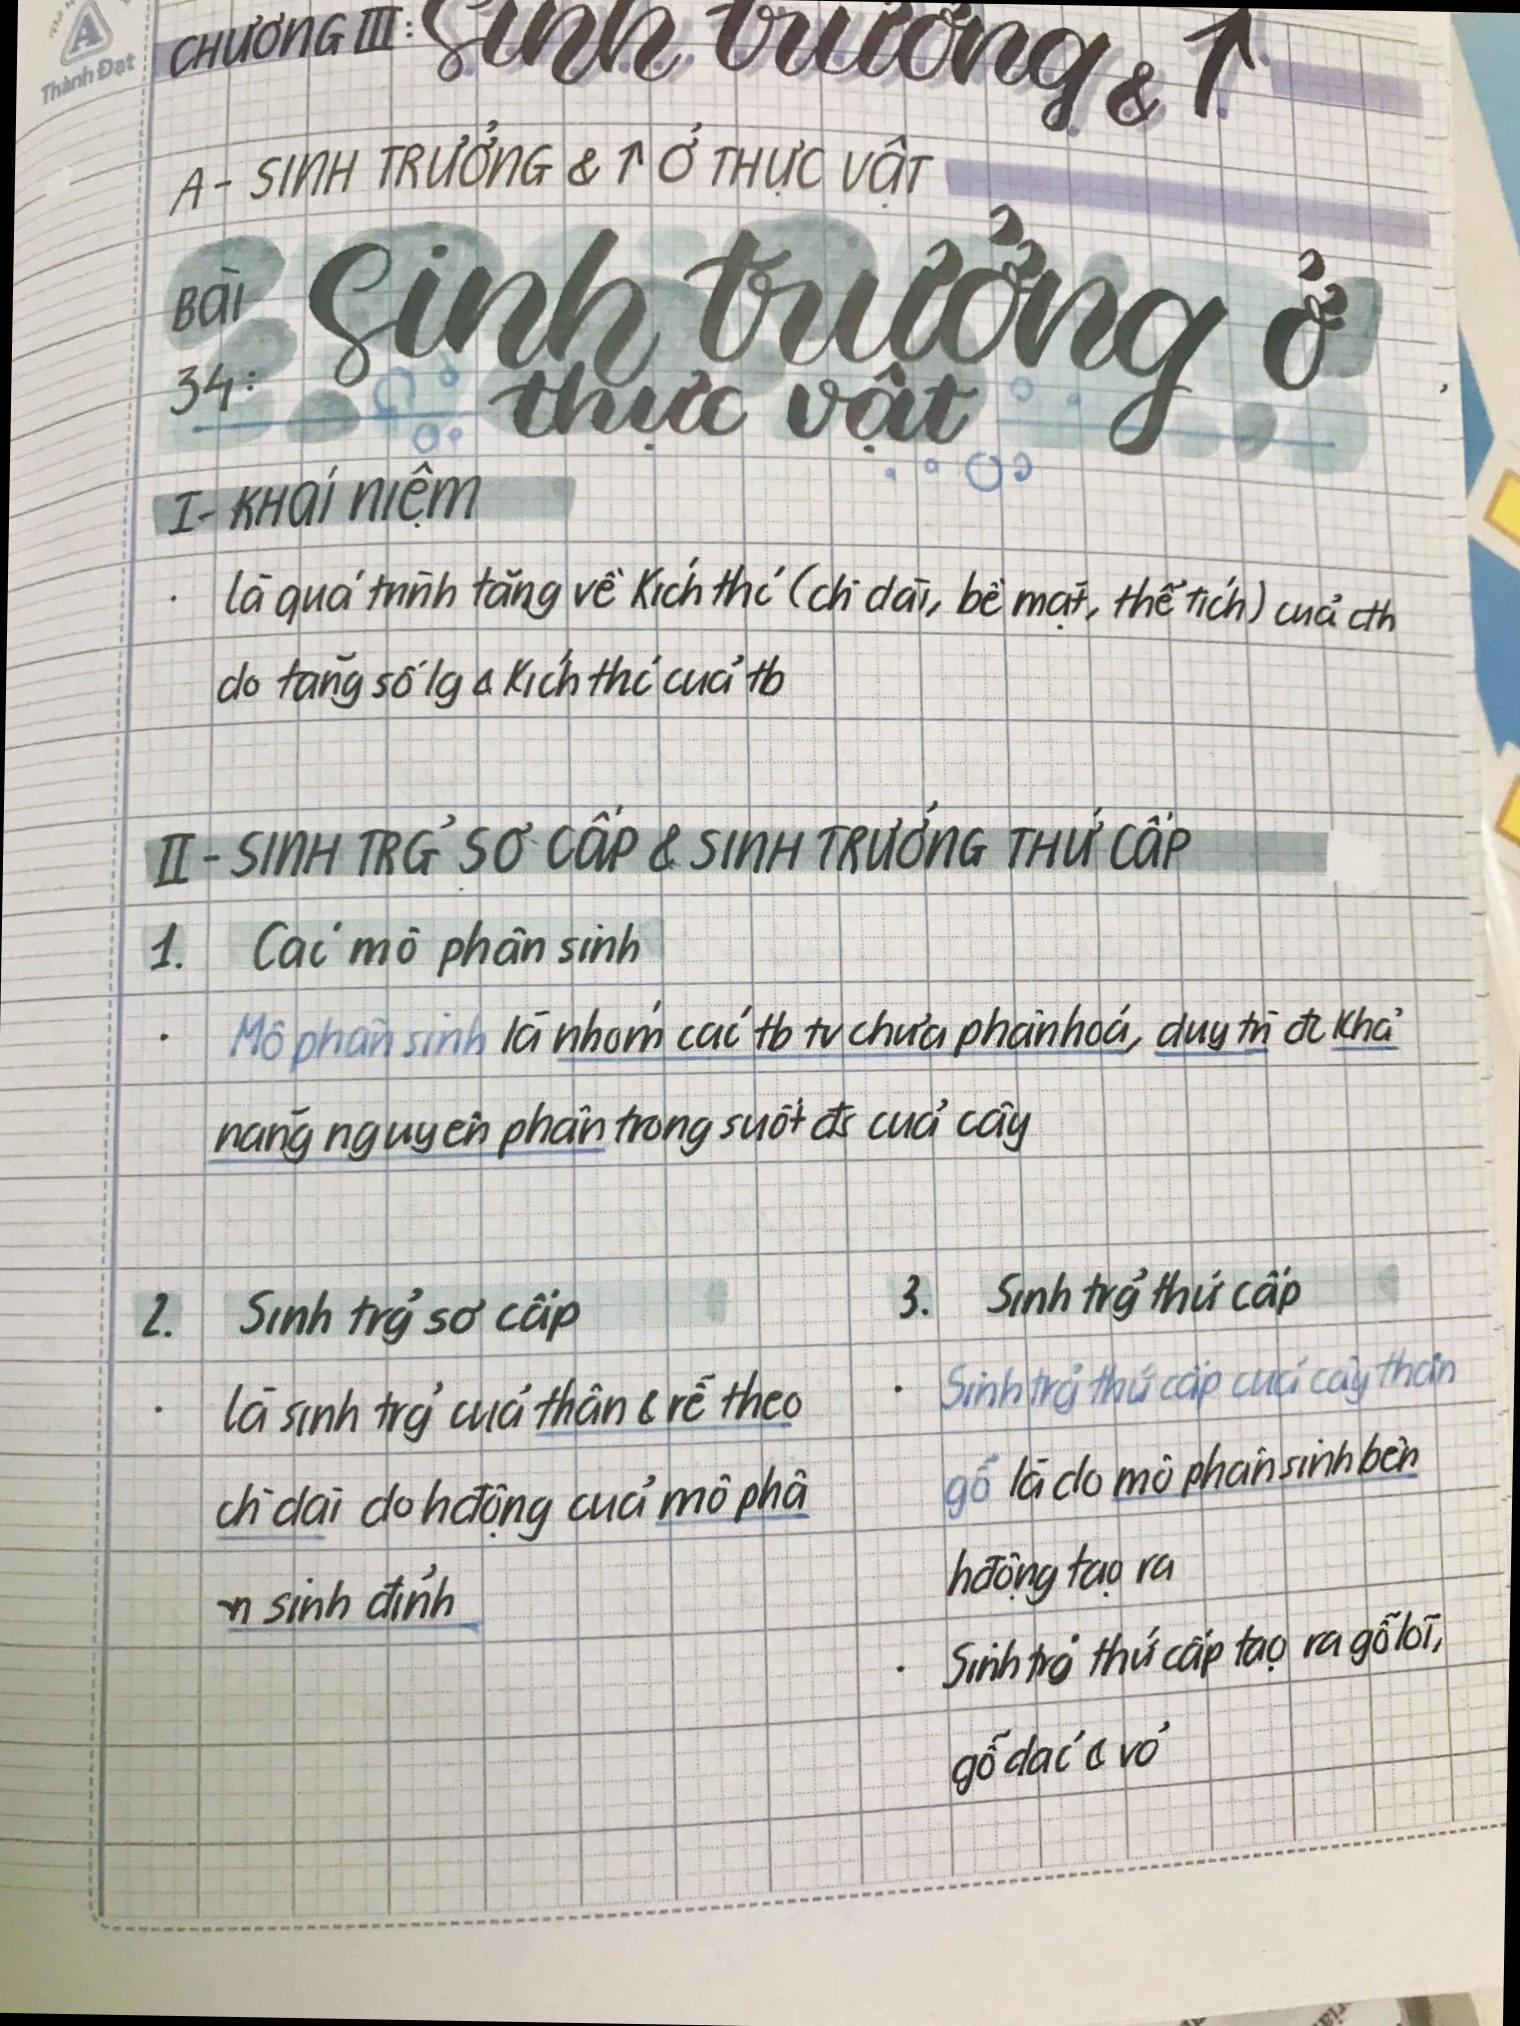 Thành Đạt
CHƯƠNG III: Sinh trưởng & ↑
A - SINH TRƯỞNG & ↑ Ở THỰC VẬT
BÀI 34: Sinh trưởng ở
thực vật
I - KHÁI NIỆM
· là quá trình tăng về kích thc' (ch` dài, bề mặt, thể tích) của cth
do tăng số lg & kích thc' của tb
II - SINH TRG̉ SƠ CẤP & SINH TRƯỞNG THỨ CẤP
1. Các mô phân sinh
· Mô phân sinh là nhóm các tb tv chưa phân hoá, duy trì đc khả
năng nguyên phân trong suốt đs của cây
2. Sinh trg̉ sơ cấp
· là sinh trg̉ của thân & rễ theo
ch` dài do hđộng của mô phâ
n sinh đỉnh
3. Sinh trg̉ thứ cấp
· Sinh trg̉ thứ cấp của cây thân
gỗ là do mô phân sinh bên
hđộng tạo ra
· Sinh trg̉ thứ cấp tạo ra gỗ lõi,
gỗ dác & vỏ